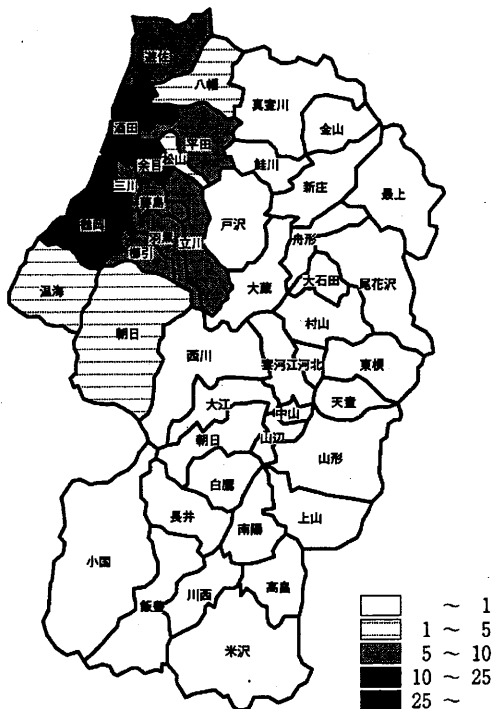 遊佐
八幡
真室川
金山
酒田
平田
余目 松山
鮭川
新庄
最上
三川
藤島
戸沢
鶴岡
羽黒 立川
櫛引
舟形
大蔵
大石田
尾花沢
温海
朝日
村山
西川
寒河江 河北
東根
大江
中山
天童
朝日
山辺
山形
白鷹
長井
南陽
上山
小国
飯豊
川西
高畠
米沢
～ 1
1 ～ 5
5 ～ 10
10 ～ 25
25 ～